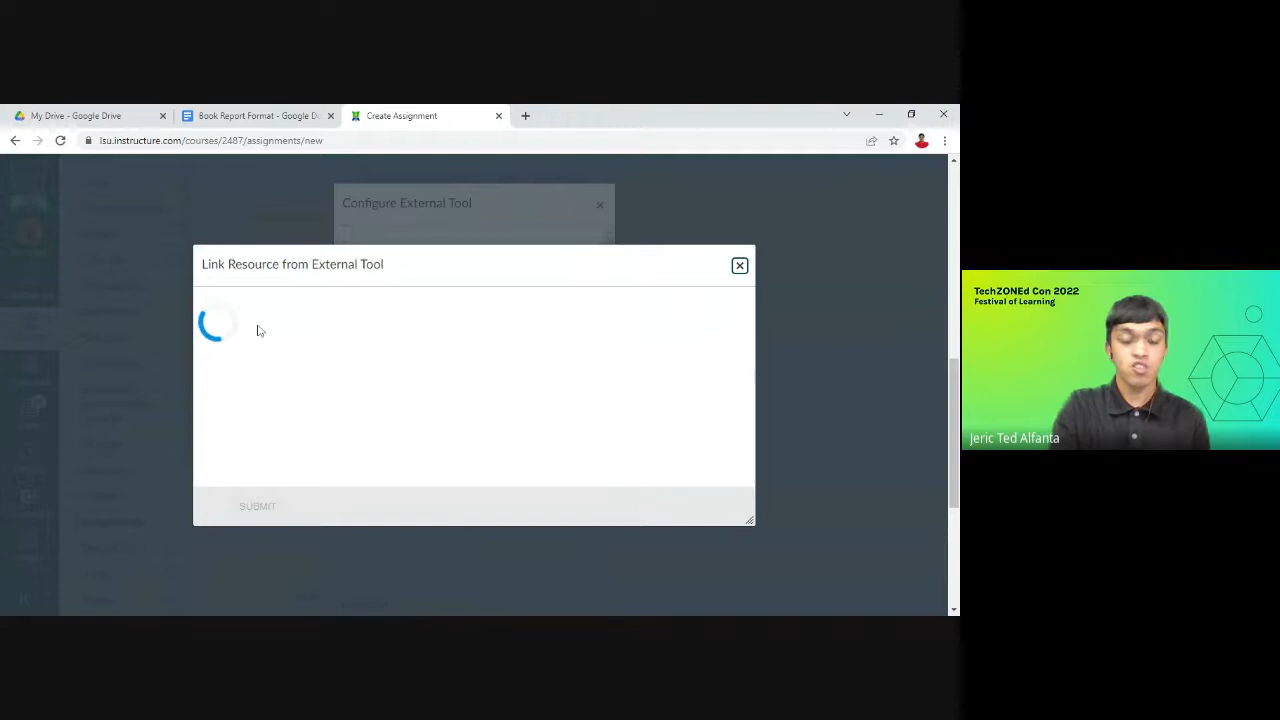 My Drive - Google Drive
Book Report Format - Google Do
Create Assignment
lsu.instructure.com/courses/2487/assignments/new
Configure External Tool
Link Resource from External Tool
SUBMIT
TechZONEd Con 2022
Festival of Learning
Jeric Ted Alfanta